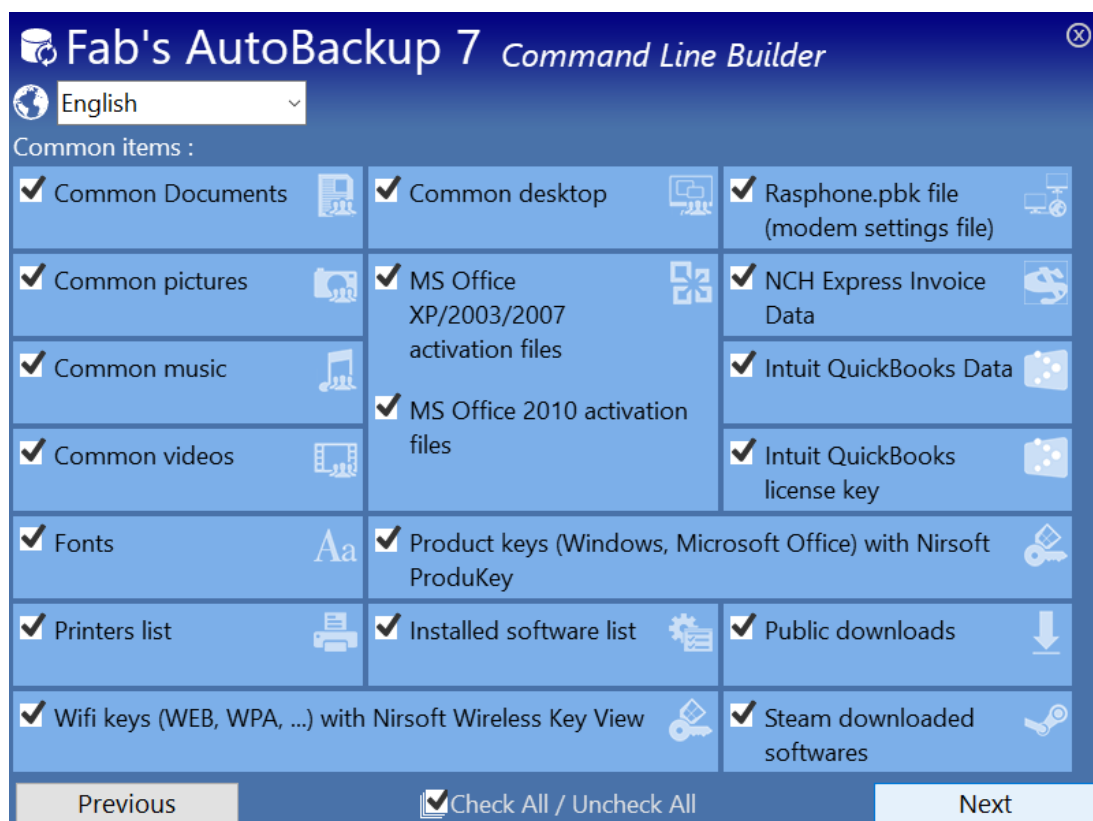 Fab's AutoBackup 7 Command Line Builder
English
Common items :
Common Documents
Common desktop
Rasphone.pbk file
(modem settings file)
Common pictures
MS Office
XP/2003/2007
activation files
NCH Express Invoice
Data
Common music
MS Office 2010 activation
files
Intuit QuickBooks Data
Common videos
Intuit QuickBooks
license key
Fonts
Aa
Product keys (Windows, Microsoft Office) with Nirsoft
ProduKey
Printers list
Installed software list
Public downloads
Wifi keys (WEB, WPA, ...) with Nirsoft Wireless Key View
Steam downloaded
softwares
Previous
Check All / Uncheck All
Next